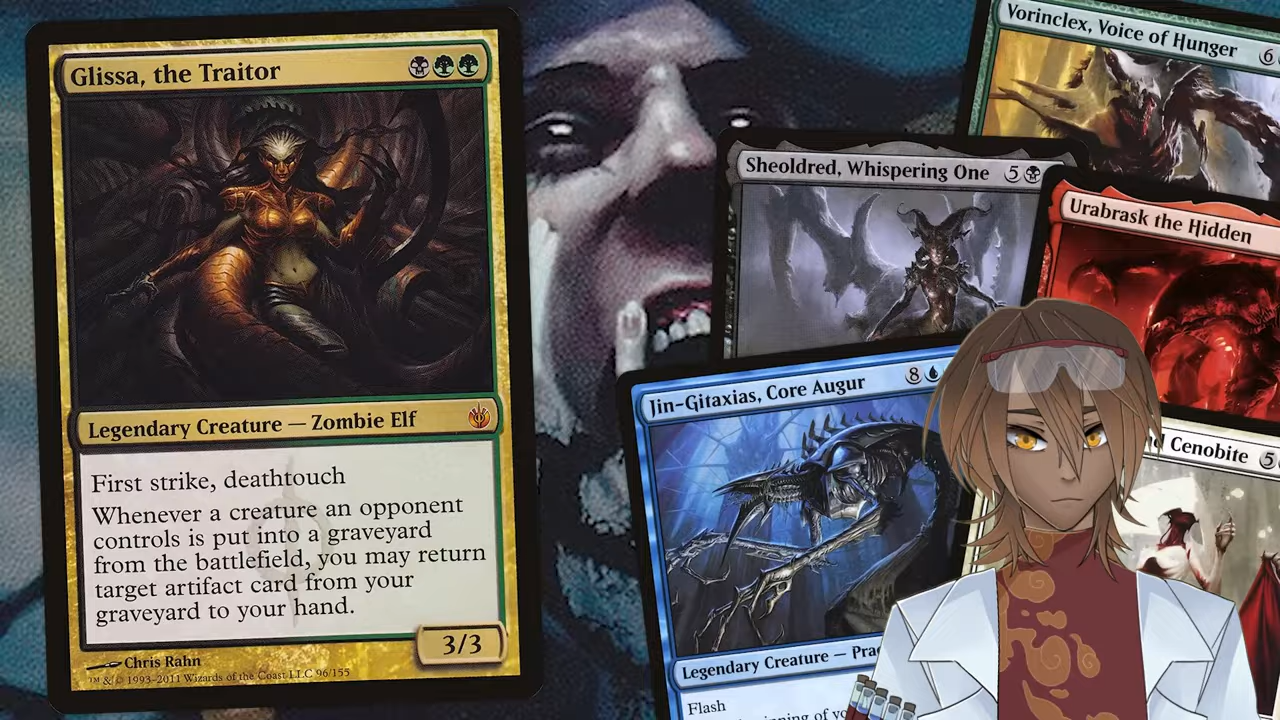 Glissa, the Traitor
Legendary Creature — Zombie Elf
First strike, deathtouch
Whenever a creature an opponent
controls is put into a graveyard
from the battlefield, you may return
target artifact card from your
graveyard to your hand.
3/3
Chris Rahn
™ & © 1993–2011 Wizards of the Coast LLC 96/155
Vorinclex, Voice of Hunger 6
Sheoldred, Whispering One 5
Urabrask the Hidden
Jin-Gitaxias, Core Augur 8
Legendary Creature — Prae
Flash
Cenobite 5